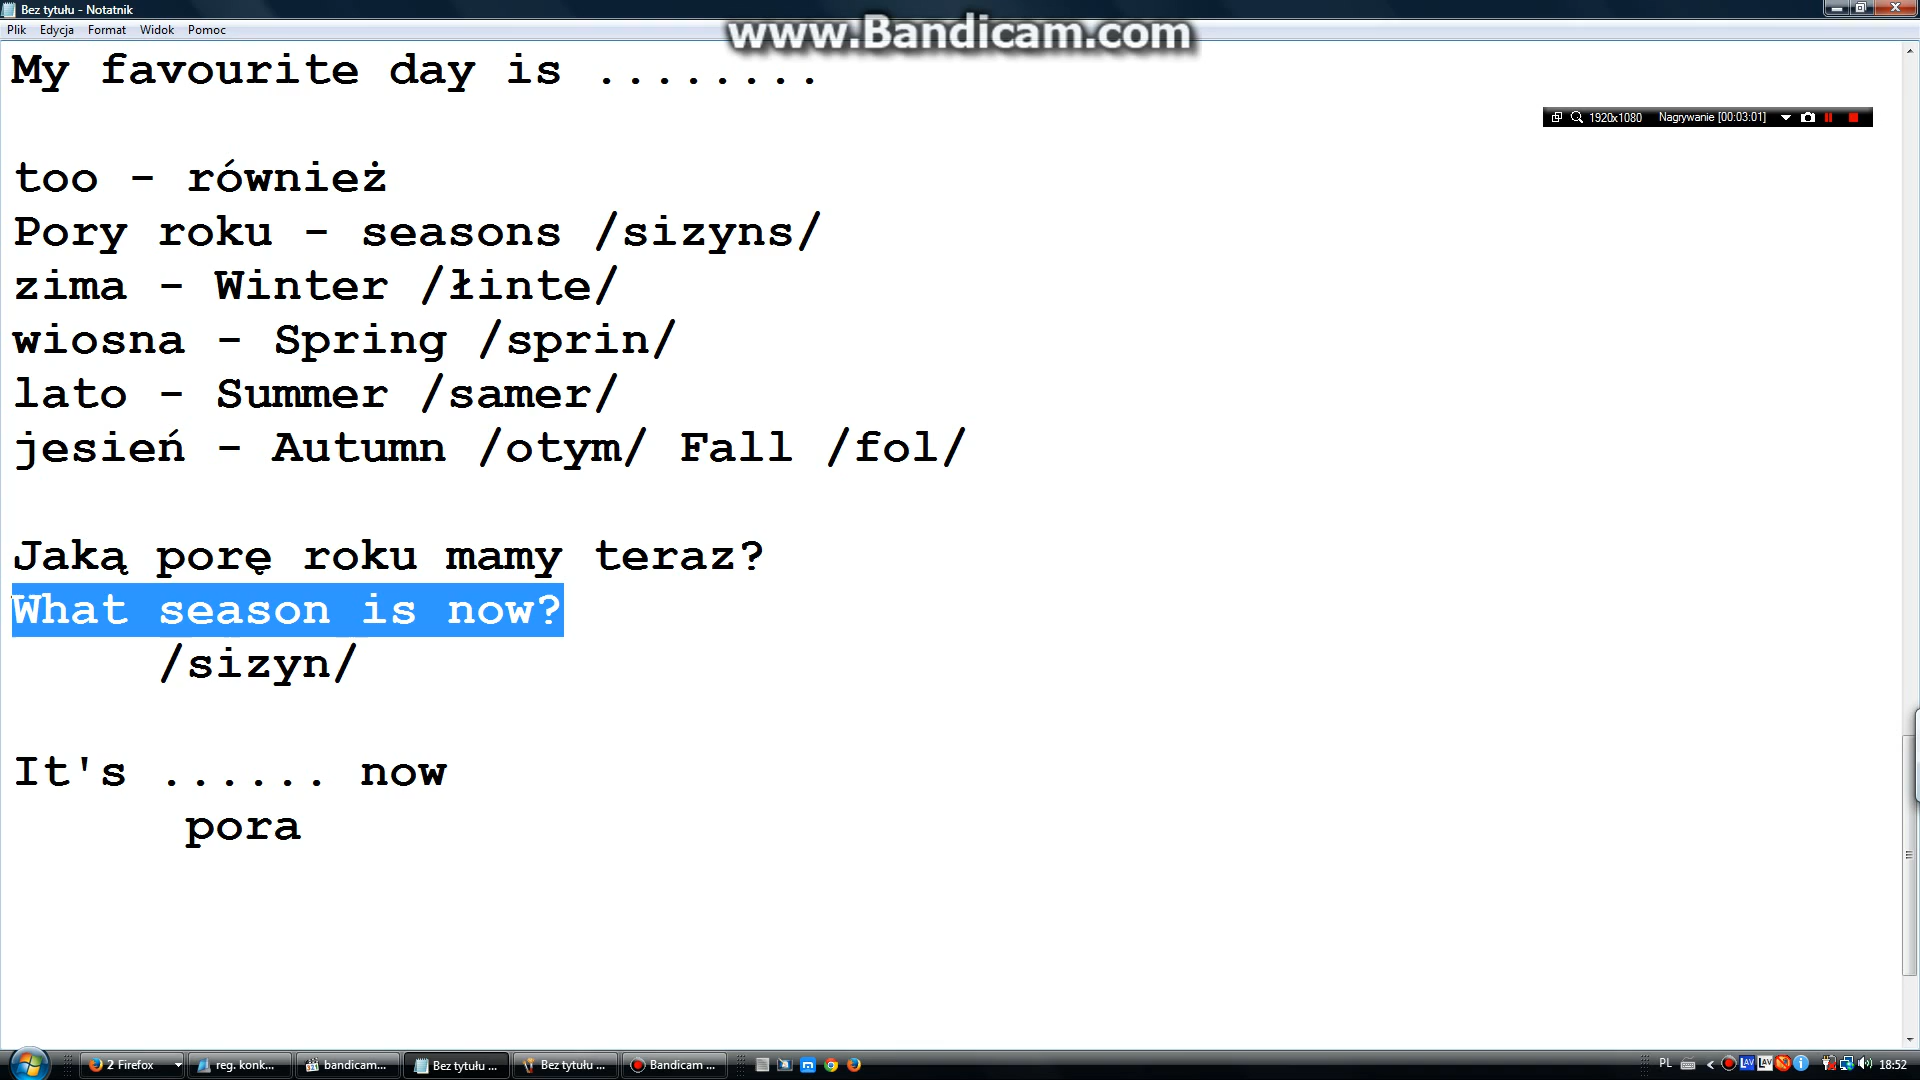 Bez tytułu - Notatnik
Plik Edycja Format Widok Pomoc
www.Bandicam.com
My favourite day is ........
1920x1080 Nagrywanie [00:03:01]
too - również
Pory roku - seasons /sizyns/
zima - Winter /łinte/
wiosna - Spring /sprin/
lato - Summer /samer/
jesień - Autumn /otym/ Fall /fol/
Jaką porę roku mamy teraz?
What season is now?
/sizyn/
It's ...... now
pora
2 Firefox reg. konk... bandicam... Bez tytułu ... Bez tytułu ... Bandicam ... PL 18:52